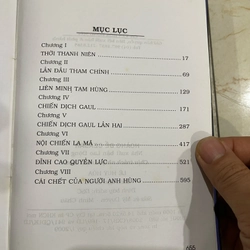 MỤC LỤC
Chương I
THỜI THANH NIÊN 17
Chương II
LẦN ĐẦU THAM CHÍNH 69
Chương III
LIÊN MINH TAM HÙNG 129
Chương IV
CHIẾN DỊCH GAUL 171
Chương V
CHIẾN DỊCH GAUL LẦN HAI 287
Chương VI
NỘI CHIẾN LA MÃ 417
Chương VII
ĐỈNH CAO QUYỀN LỰC 521
Chương VIII
CÁI CHẾT CỦA NGƯỜI ANH HÙNG 595